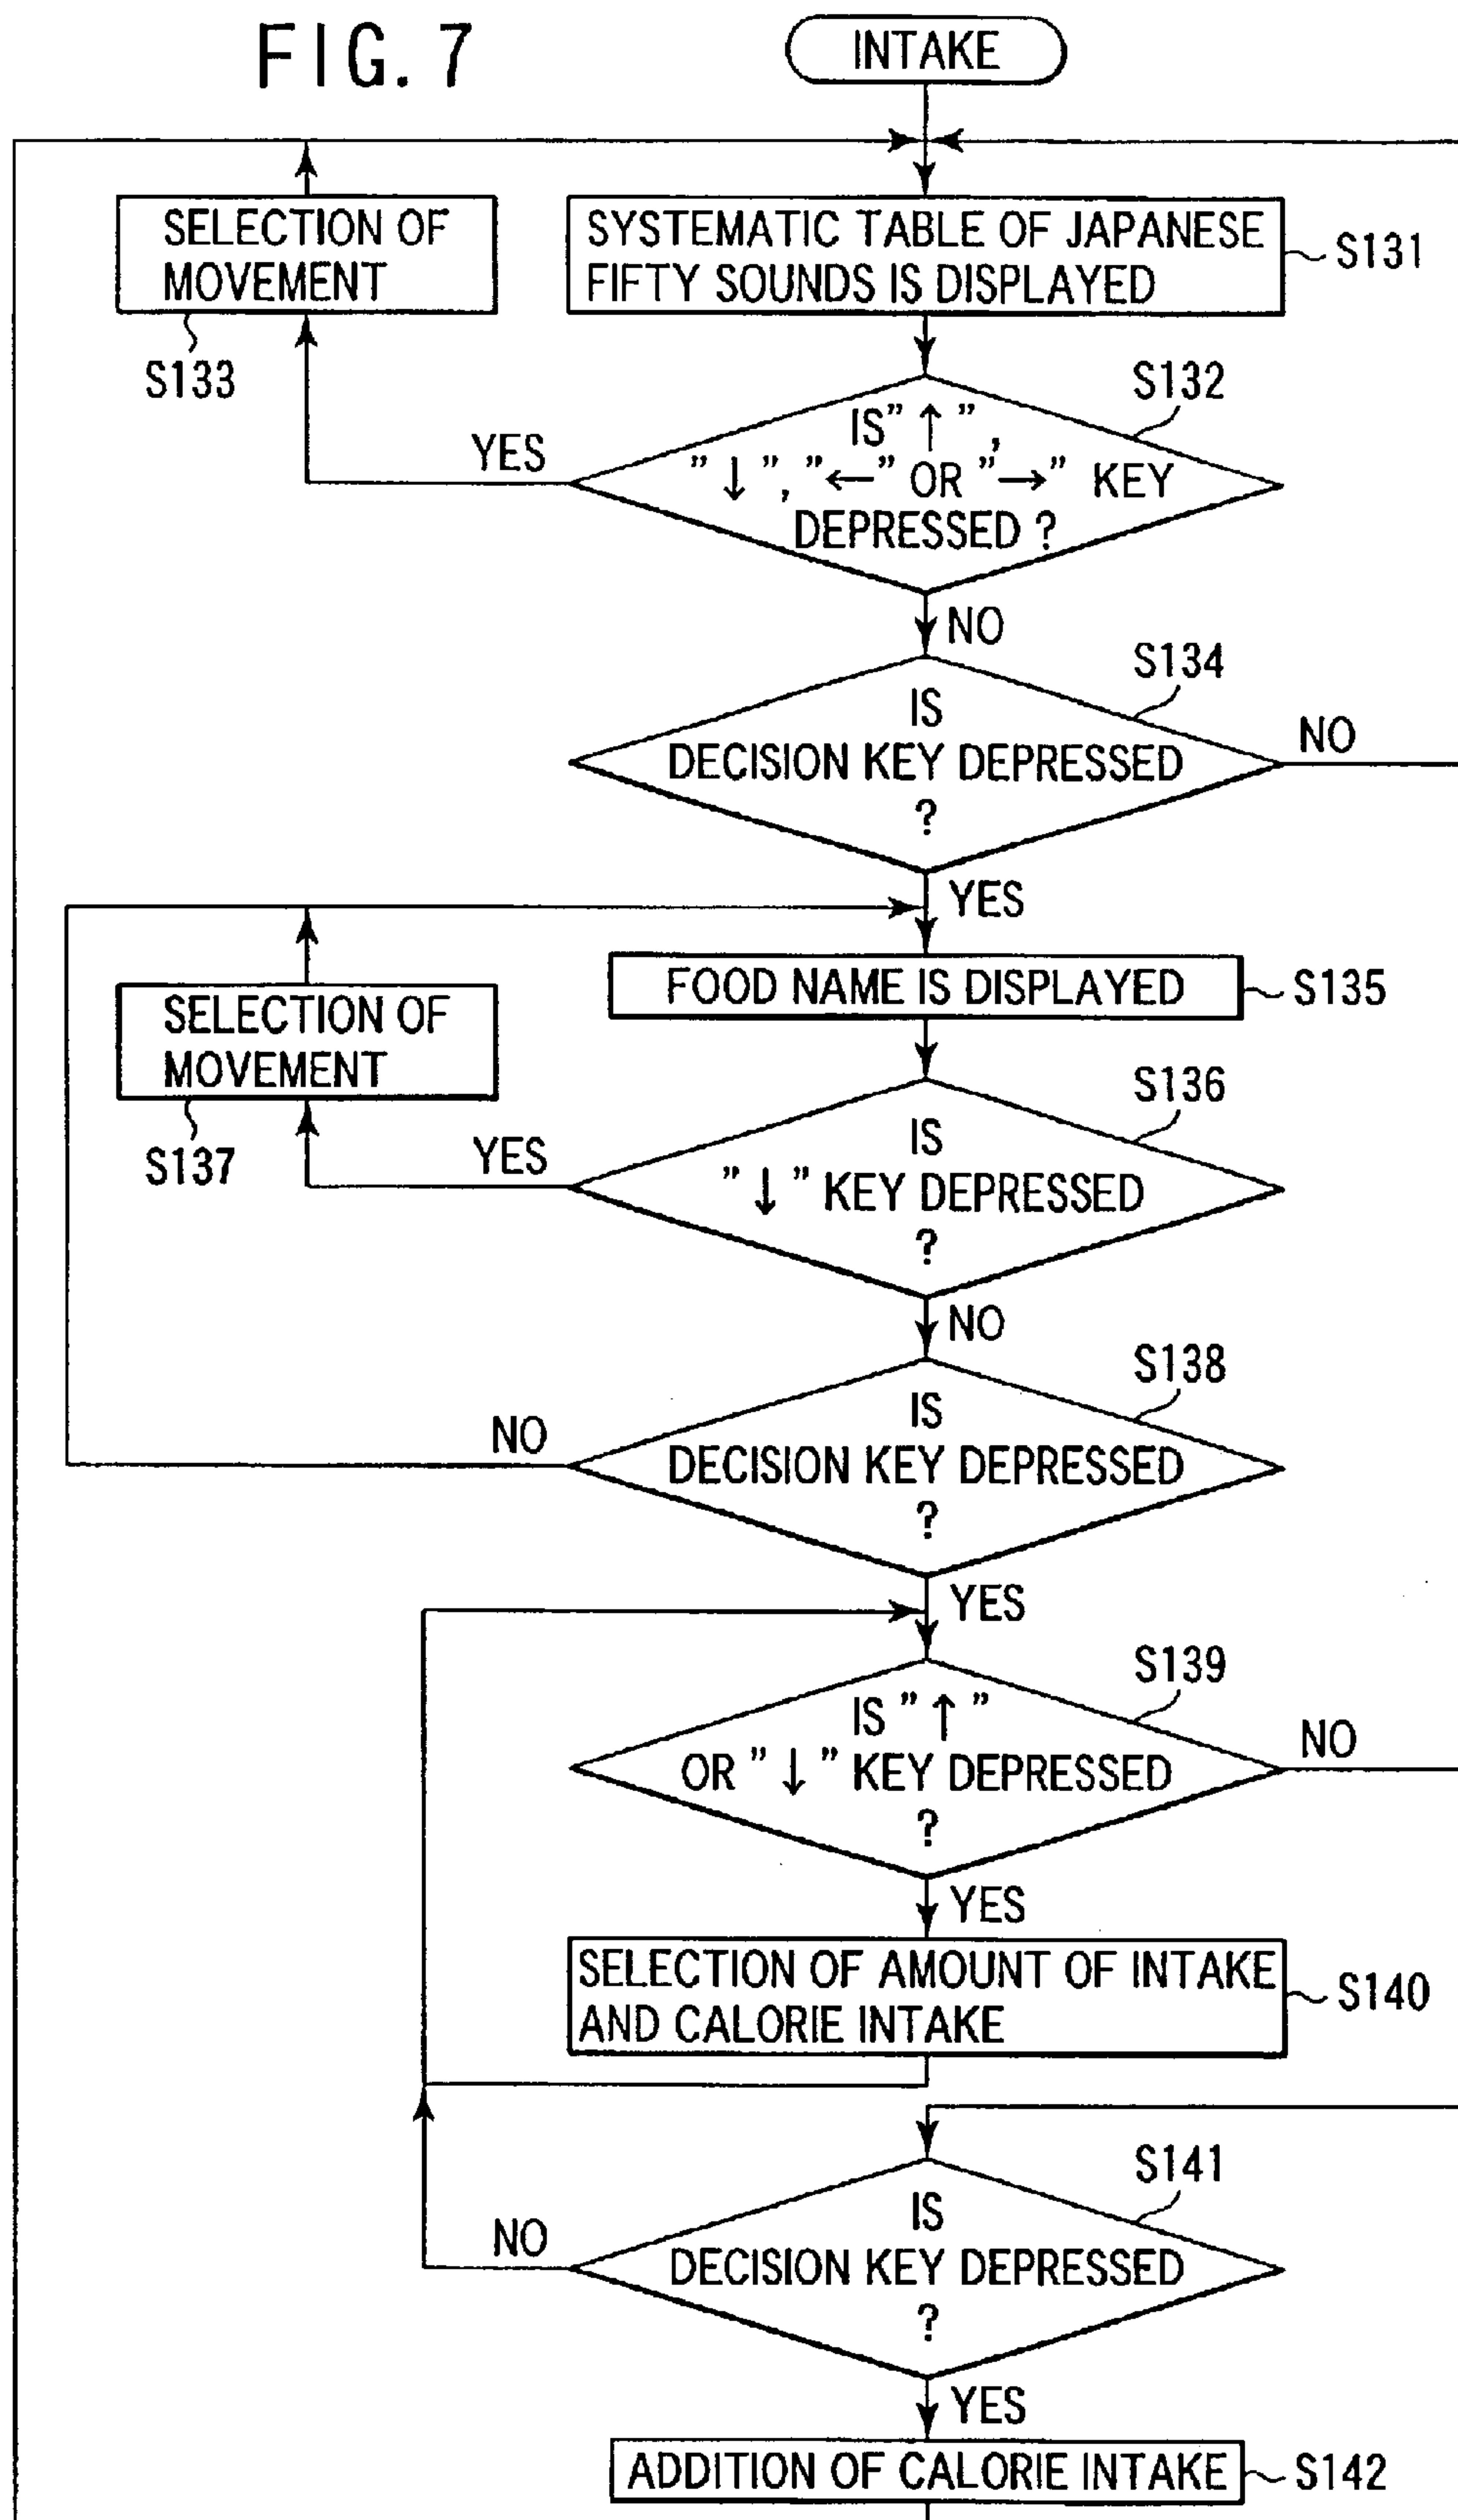 FIG. 7
INTAKE
SELECTION OF
MOVEMENT
S133
SYSTEMATIC TABLE OF JAPANESE
FIFTY SOUNDS IS DISPLAYED
S131
S132
IS" ↑ ",
" ↓ ", "←" OR "→" KEY
DEPRESSED ?
YES
NO
S134
IS
DECISION KEY DEPRESSED
?
NO
YES
FOOD NAME IS DISPLAYED
S135
SELECTION OF
MOVEMENT
S137
S136
IS
" ↓ " KEY DEPRESSED
?
YES
NO
S138
IS
DECISION KEY DEPRESSED
?
NO
YES
S139
IS " ↑ "
OR " ↓ " KEY DEPRESSED
?
NO
YES
SELECTION OF AMOUNT OF INTAKE
AND CALORIE INTAKE
S140
S141
IS
DECISION KEY DEPRESSED
?
NO
YES
ADDITION OF CALORIE INTAKE
S142